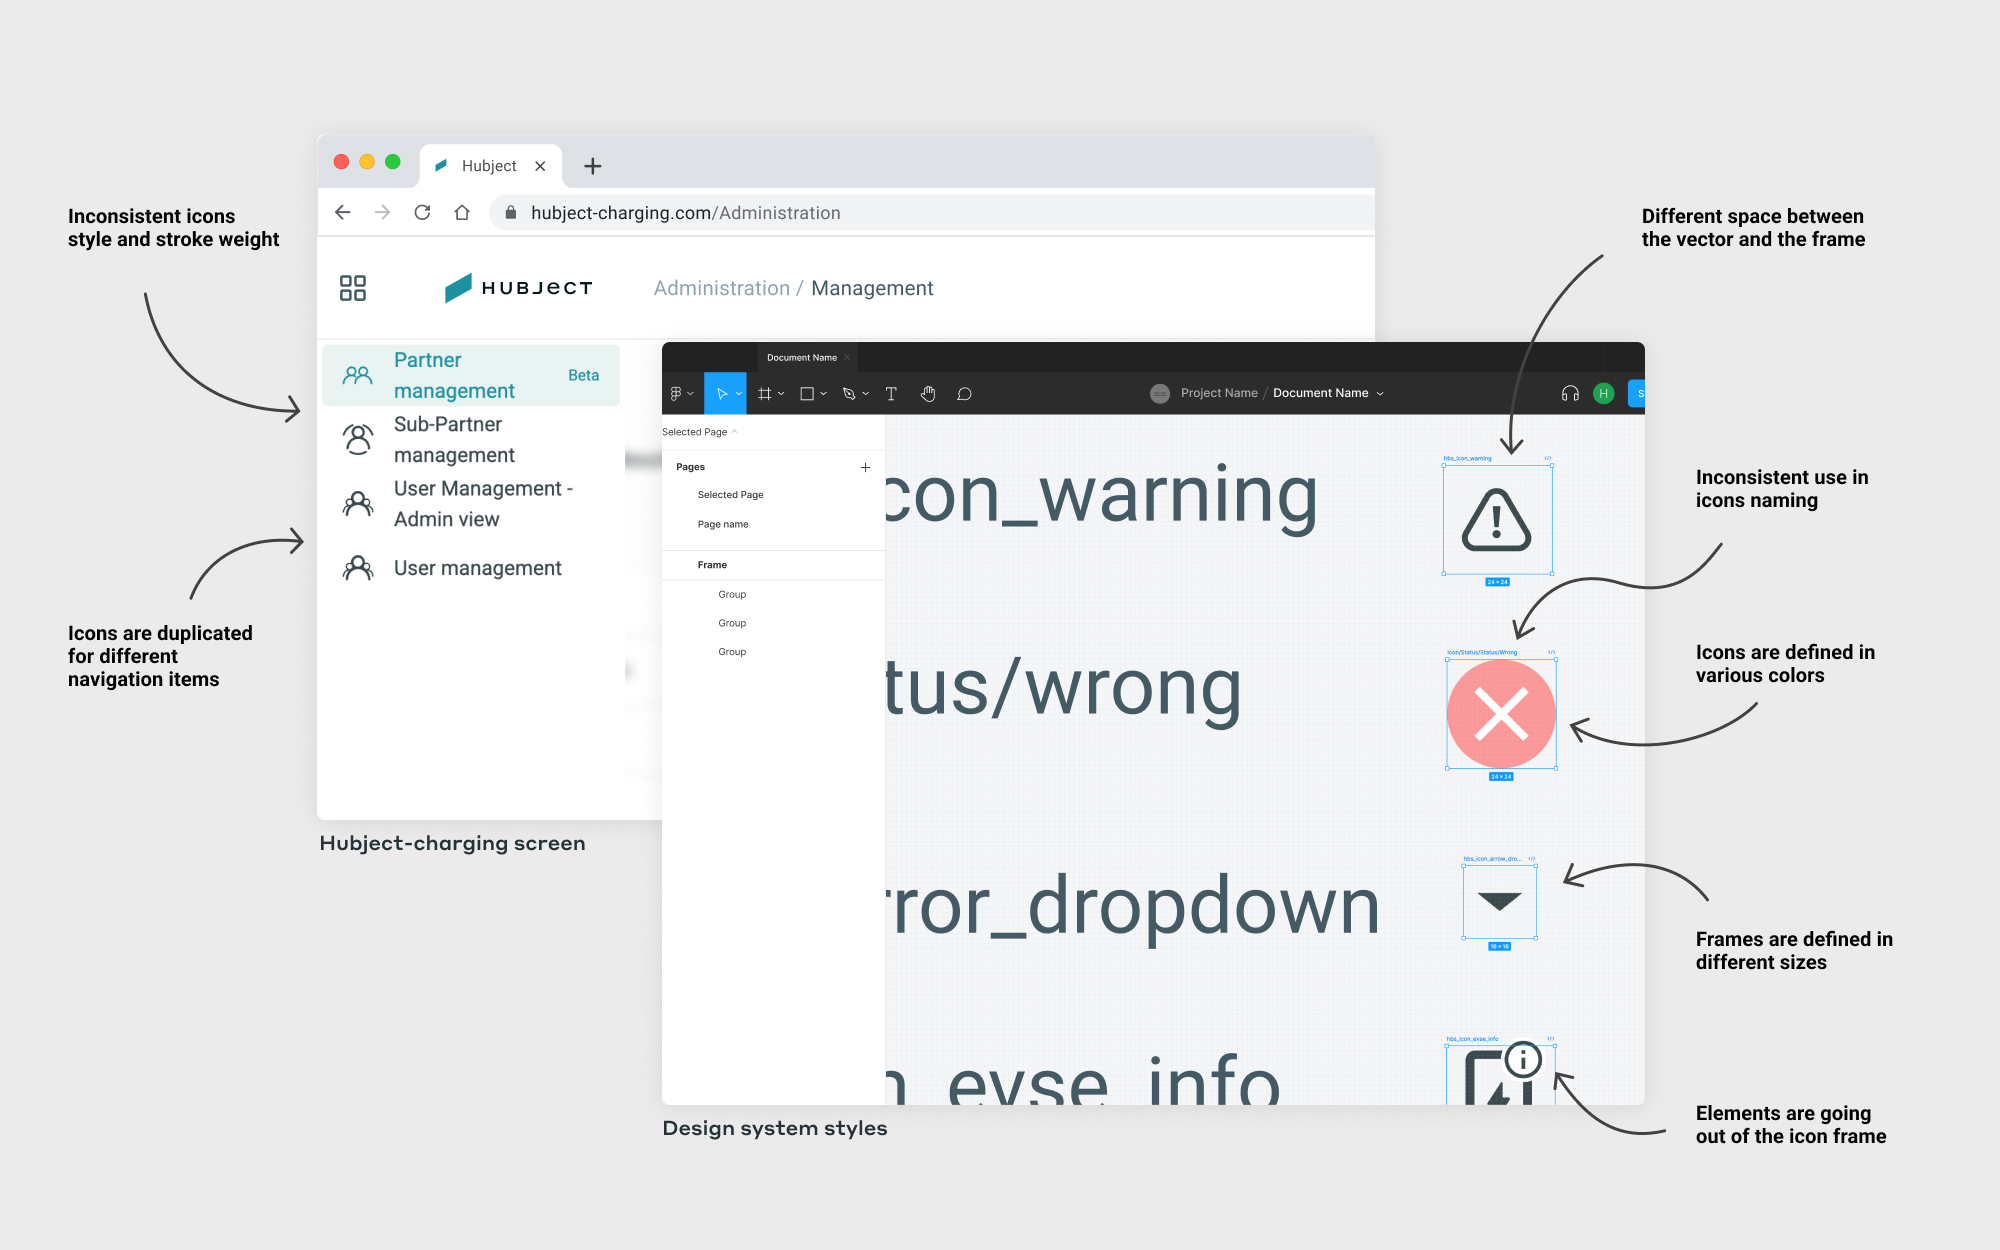 Inconsistent icons
style and stroke weight
Icons are duplicated
for different
navigation items
Hubject
hubject-charging.com/Administration
HUBJECT
Administration / Management
Partner
management
Beta
Sub-Partner
management
User Management -
Admin view
User management
Hubject-charging screen
Document Name
Project Name / Document Name
H
S
Selected Page
Pages
Selected Page
Page name
Frame
Group
Group
Group
con_warning
tus/wrong
rror_dropdown
n_evse_info
hbs_icon_warning
24 × 24
Icon/Status/Status/Wrong
24 × 24
hbs_icon_arrow_dro...
16 × 16
hbs_icon_evse_info
Design system styles
Different space between
the vector and the frame
Inconsistent use in
icons naming
Icons are defined in
various colors
Frames are defined in
different sizes
Elements are going
out of the icon frame